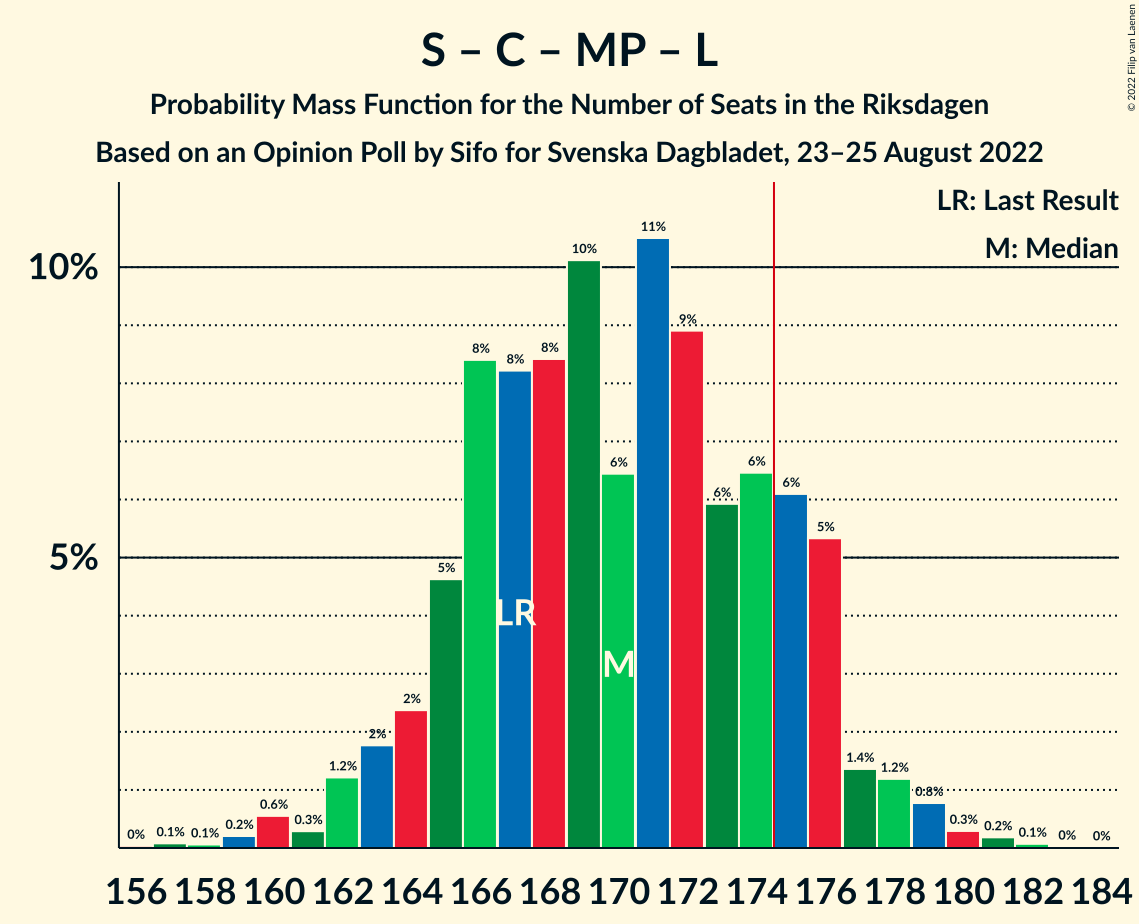 S – C – MP – L
Probability Mass Function for the Number of Seats in the Riksdagen
Based on an Opinion Poll by Sifo for Svenska Dagbladet, 23–25 August 2022
© 2022 Filip van Laenen
LR: Last Result
M: Median
10%
5%
0% 0.1% 0.1% 0.2% 0.6% 0.3% 1.2% 2% 2% 5% 8% 8% 8% 10% 6% 11% 9% 6% 6% 6% 5% 1.4% 1.2% 0.8% 0.3% 0.2% 0.1% 0% 0%
LR
M
156 158 160 162 164 166 168 170 172 174 176 178 180 182 184